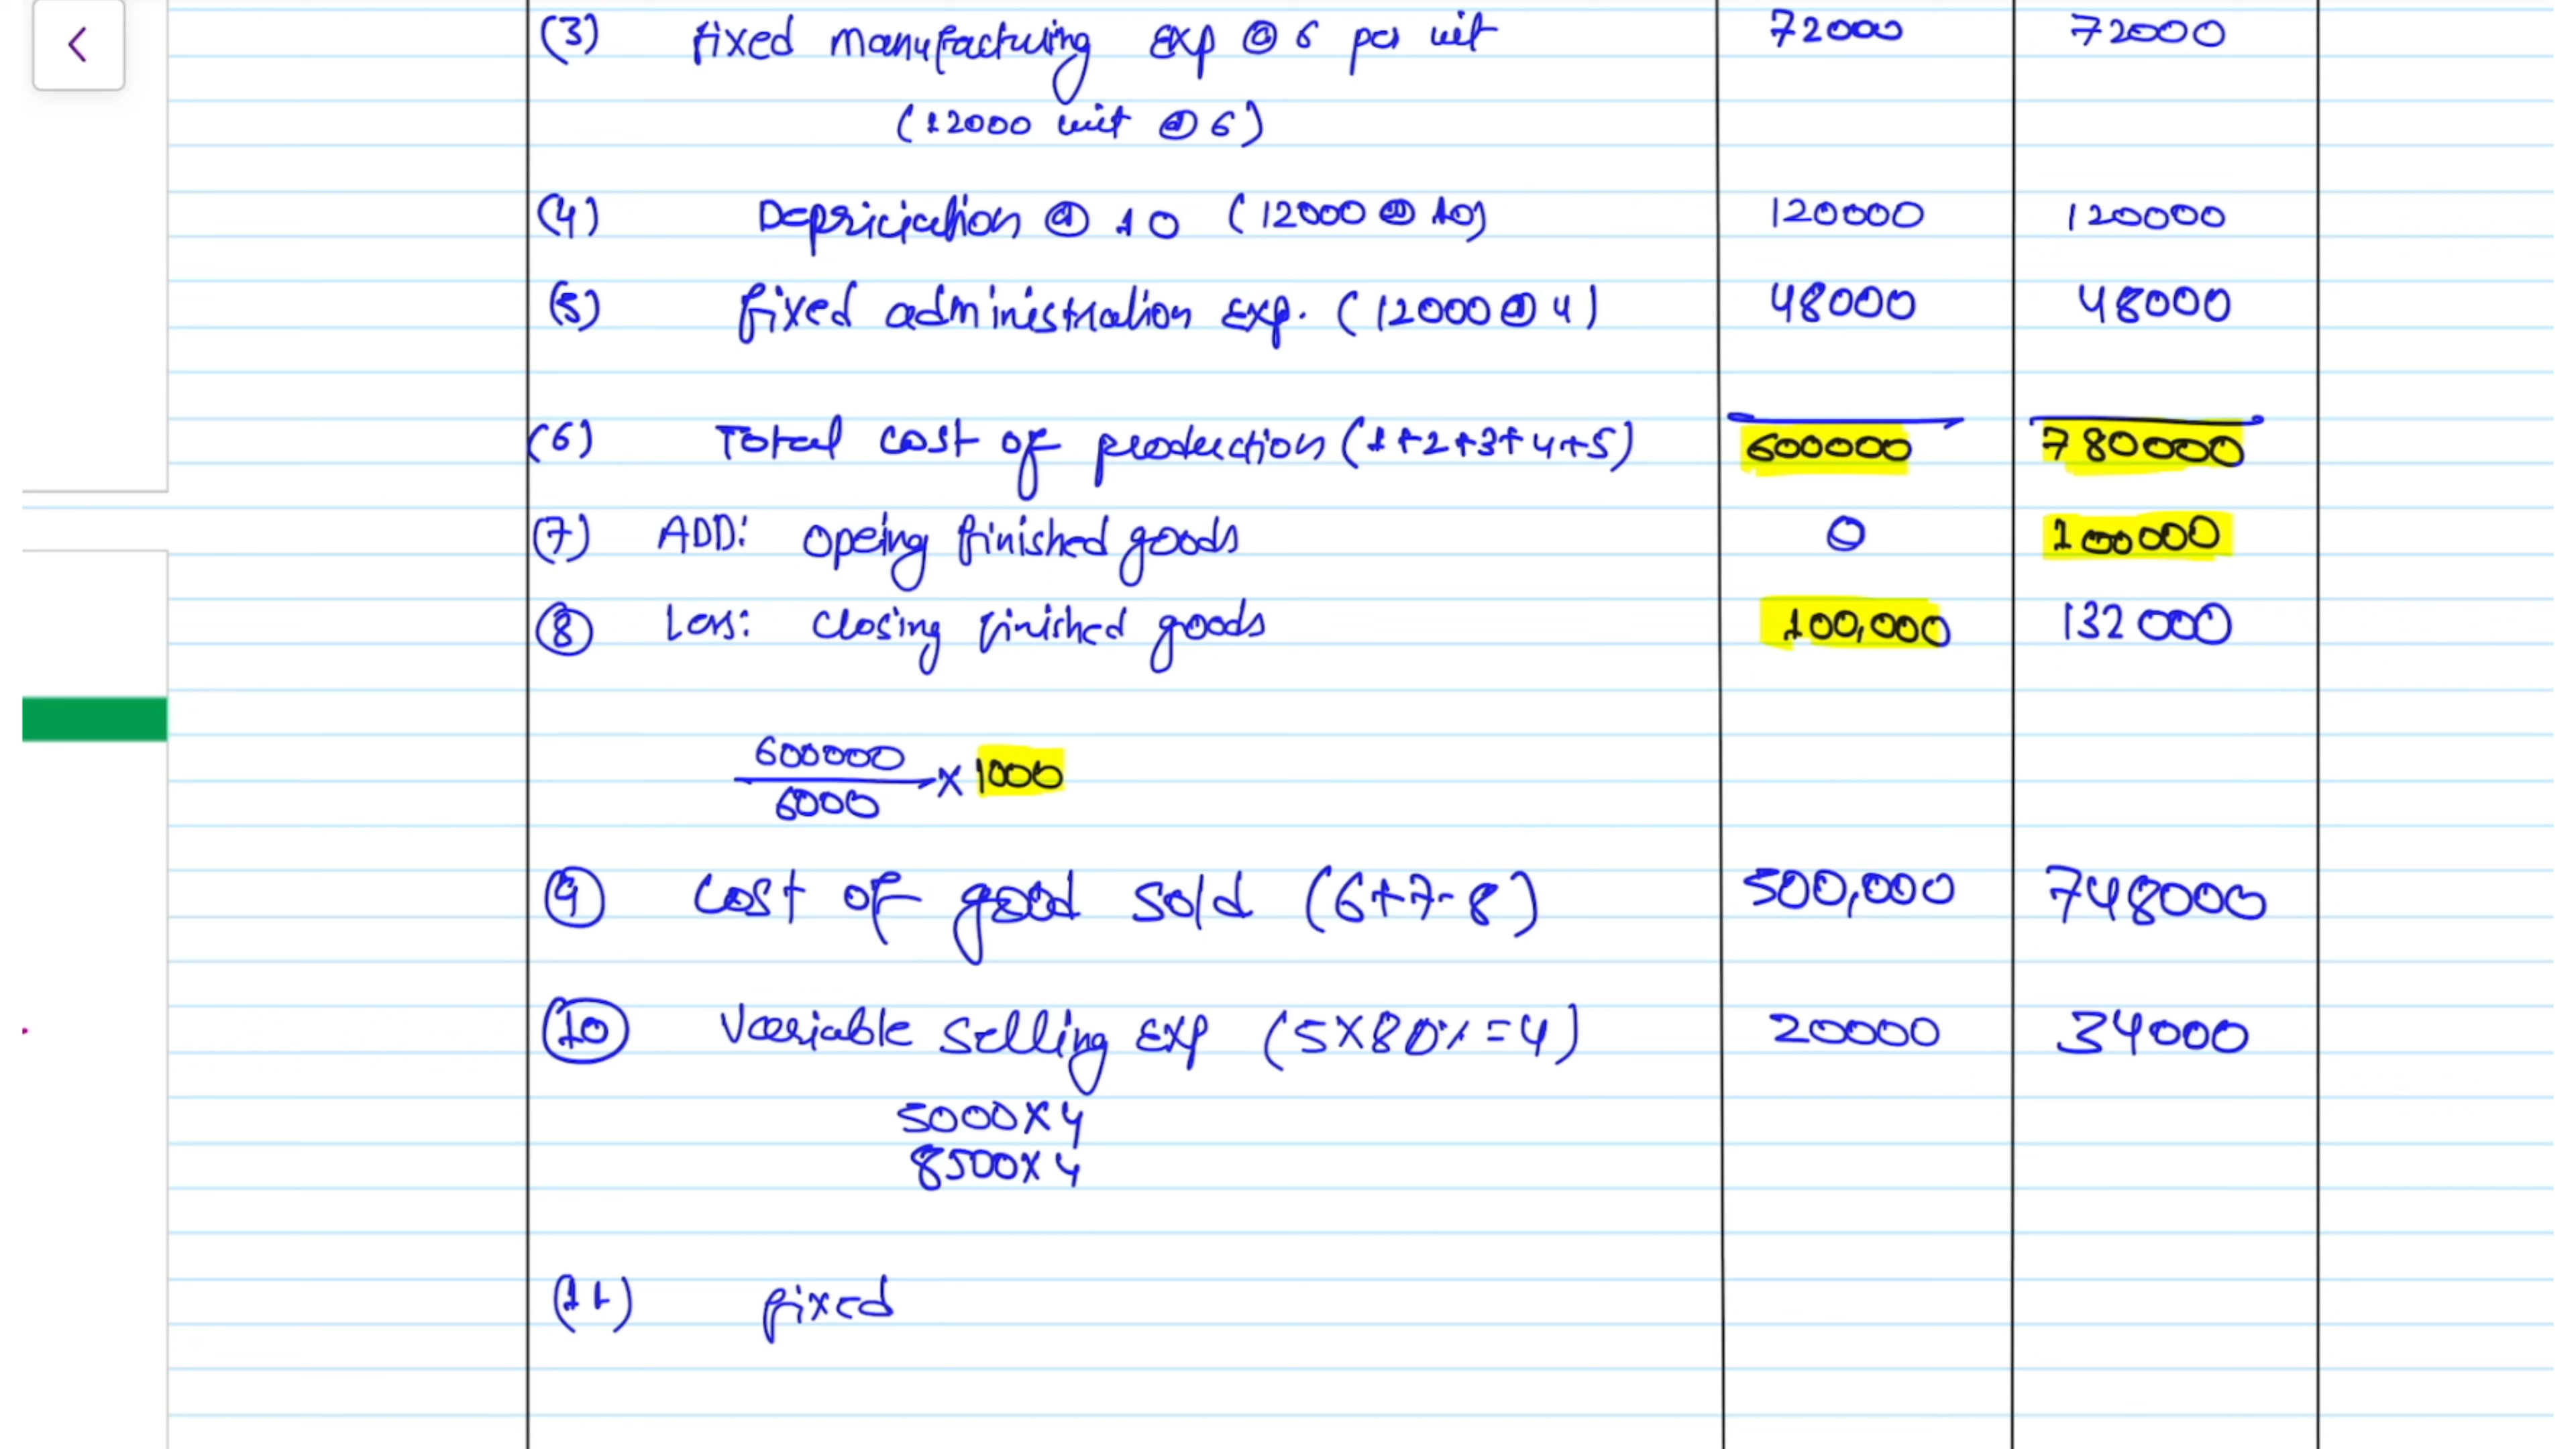 (3) fixed manufacturing Exp @ 6 per uit 72000 72000
(12000 uit @ 6)
(4) Depriciation @ 10 (12000 @ 10) 120000 120000
(5) fixed administration Exp. (12000 @ 4) 48000 48000
(6) Total cost of production (1+2+3+4+5) 600000 780000
(7) ADD: Opeing finished goods 0 100000
(8) Less: Closing finished goods 100,000 132000
600000
6000 × 1000
(9) Cost of good sold (6+7-8) 500,000 748000
(10) Variable Selling Exp (5×80%=4) 20000 34000
5000×4
8500×4
(11) fixed